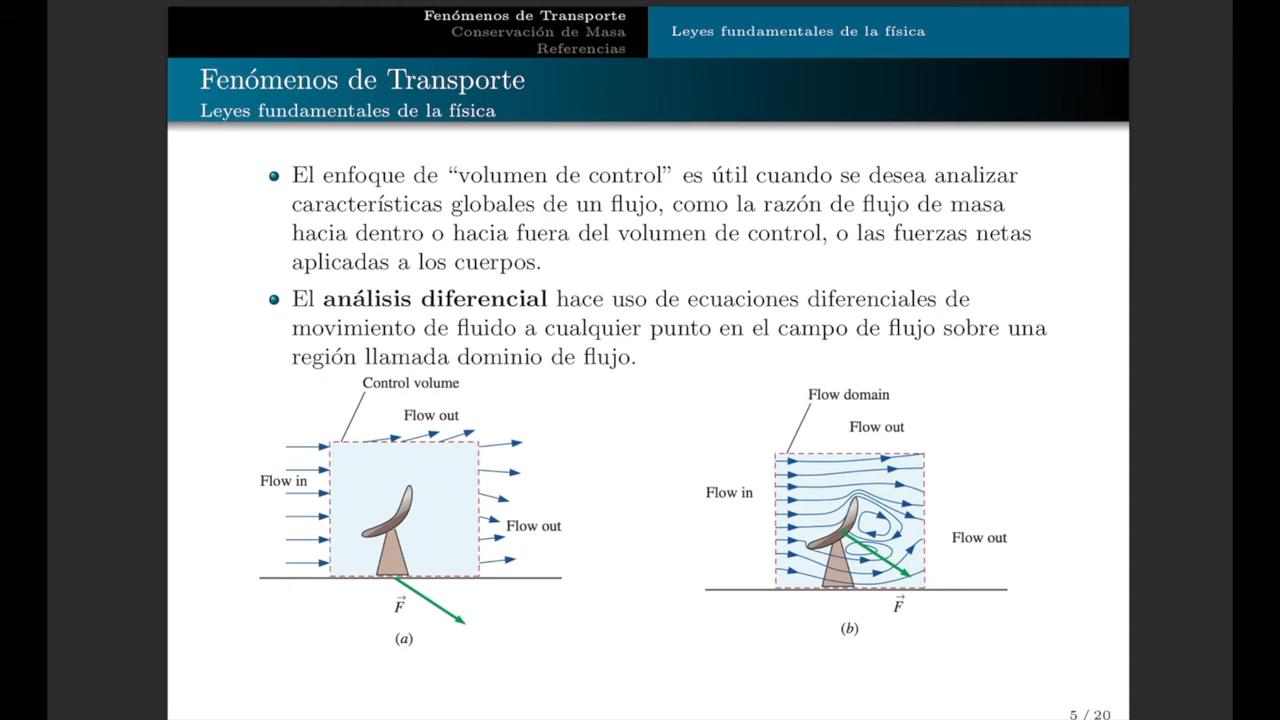 Fenómenos de Transporte
Conservación de Masa
Referencias
Leyes fundamentales de la física
Fenómenos de Transporte
Leyes fundamentales de la física
El enfoque de “volumen de control” es útil cuando se desea analizar
características globales de un flujo, como la razón de flujo de masa
hacia dentro o hacia fuera del volumen de control, o las fuerzas netas
aplicadas a los cuerpos.
El análisis diferencial hace uso de ecuaciones diferenciales de
movimiento de fluido a cualquier punto en el campo de flujo sobre una
región llamada dominio de flujo.
Control volume
Flow out
Flow in
Flow out
F⃗
(a)
Flow domain
Flow out
Flow in
Flow out
F⃗
(b)
5 / 20